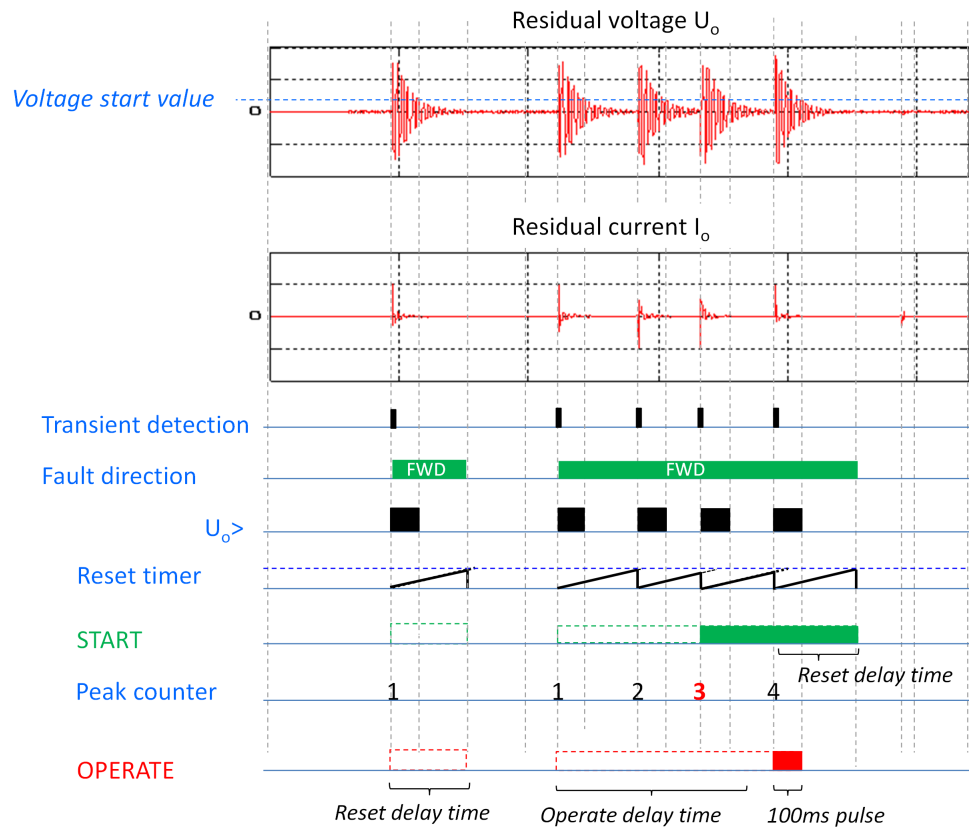 Residual voltage Uₒ
Voltage start value
0
Residual current Iₒ
0
Transient detection
Fault direction
FWD
FWD
Uₒ>
Reset timer
START
Reset delay time
Peak counter
1 1 2 3 4
OPERATE
Reset delay time
Operate delay time
100ms pulse